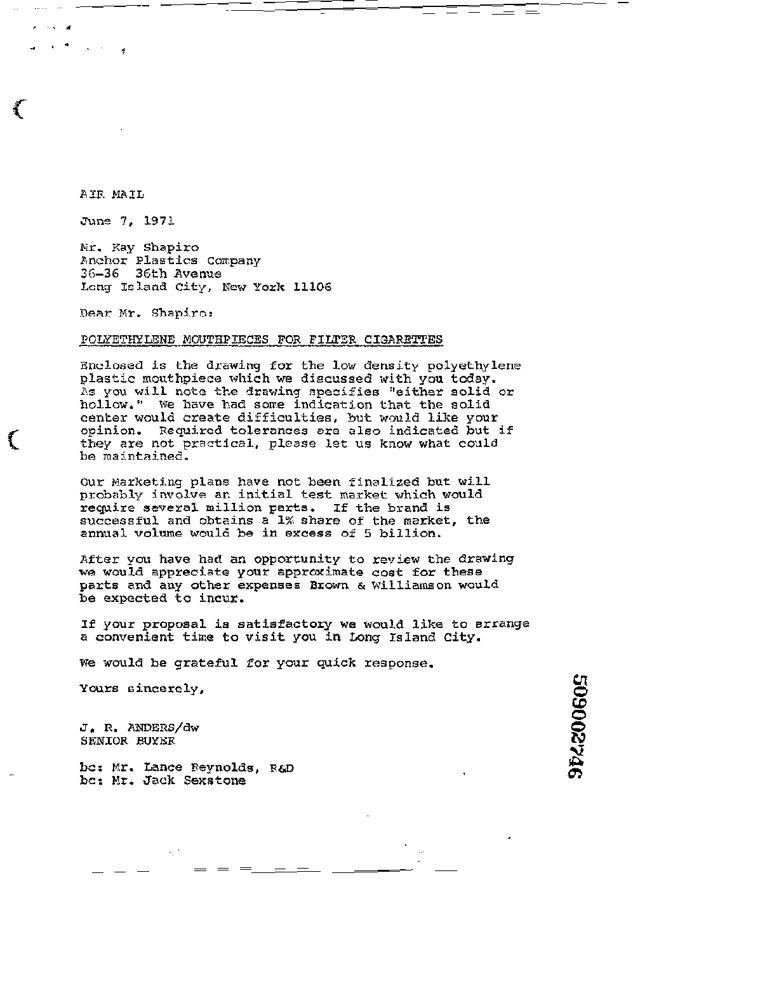 AIR MAIL
June 7, 1971
Mr. Kay Shapiro
Anchor Plastics Company
36-36 36th Avenue
Long Island City, New York 11106
Dear Mr. Shapiro:
POLYETHYLENE MOUTHPIECES FOR FILTER CIGARETTES
Enclosed is the drawing for the low density polyethylene
plastic mouthpiece which we discussed with you today.
As you will note the drawing specifies "either solid or
hollow." We have had some indication that the solid
center would create difficulties, but would like your
opinion. Required tolerances are also indicated but if
they are not practical, please let us know what could
be maintained.
Our Marketing plans have not been finalized but will
probably involve an initial test market which would
require several million parts. If the brand is
successful and obtains a 1% share of the market, the
annual volume would be in excess of 5 billion.
After you have had an opportunity to review the drawing
we would appreciate your approximate cost for these
parts and any other expenses Brown & Williamson would
be expected to incur.
If your proposal is satisfactory we would like to arrange
a convenient time to visit you in Long Island City.
We would be grateful for your quick response.
Yours sincerely,
J. R. ANDERS/dw
SENIOR BUYER
bc: Mr. Lance Reynolds, R&D
bc: Mr. Jack Sexstone
509002746